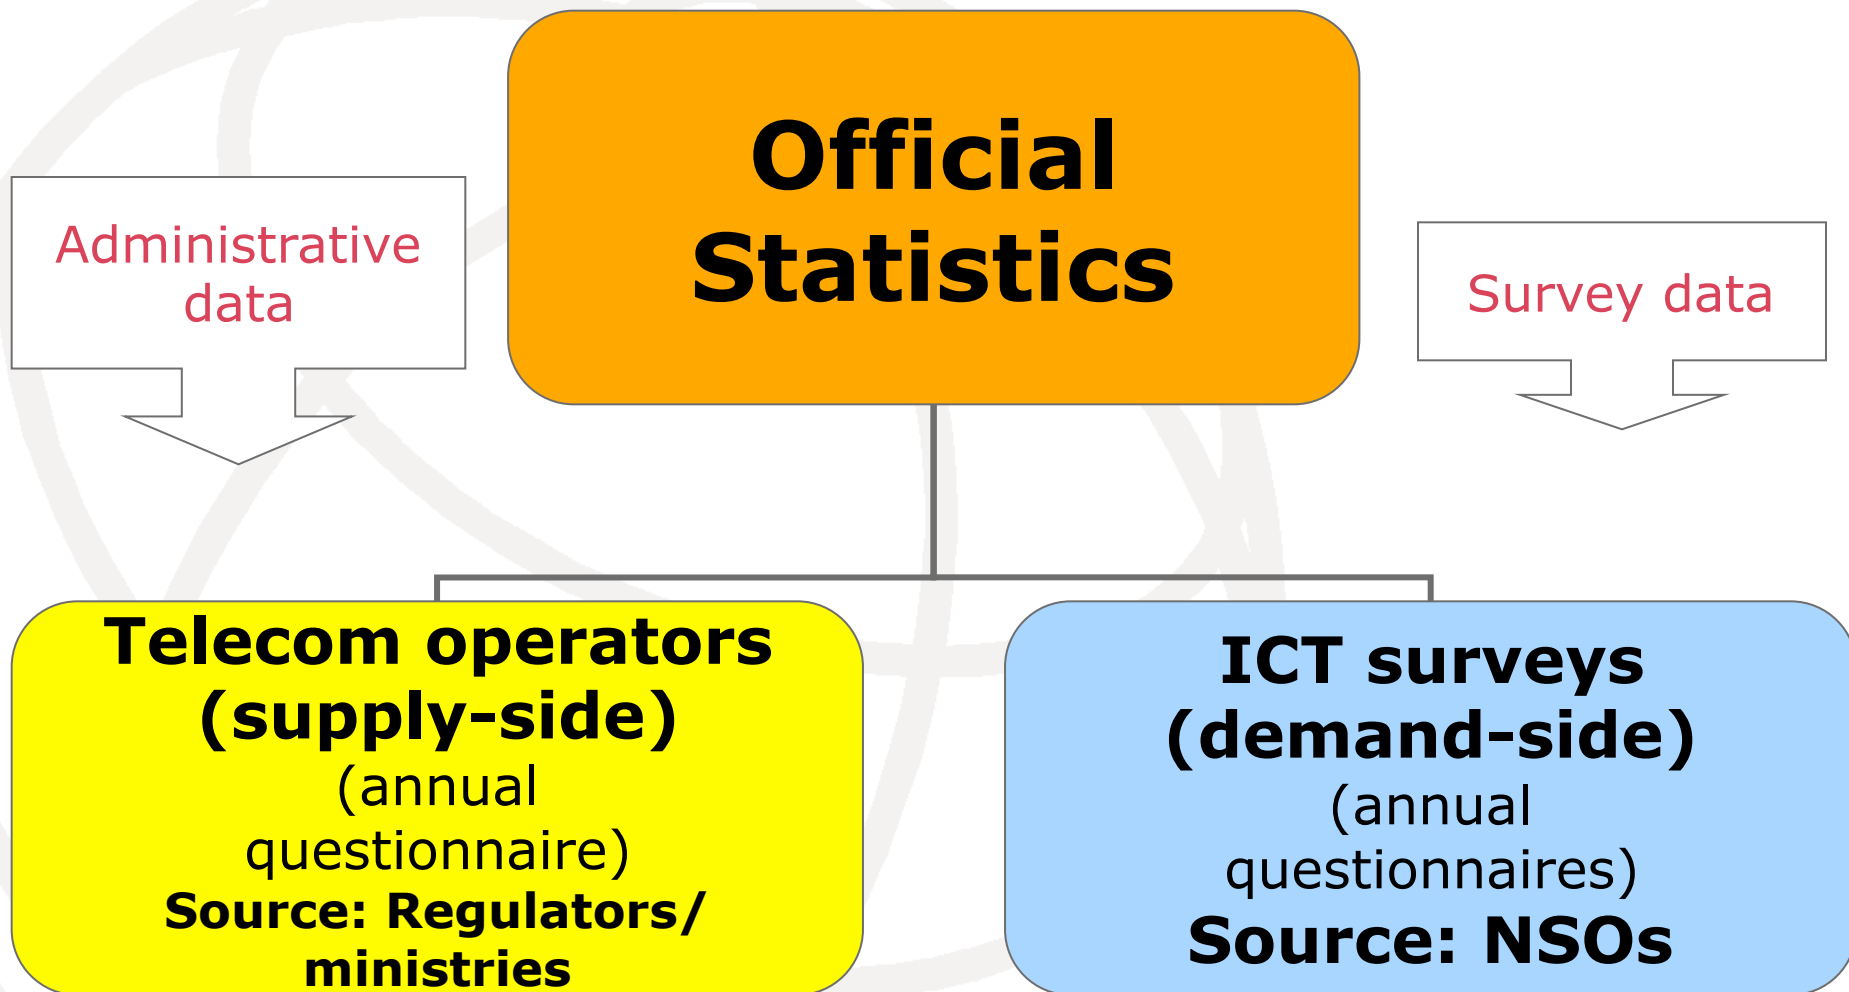 Official
Statistics
Administrative
data
Survey data
Telecom operators
(supply-side)
(annual
questionnaire)
Source: Regulators/
ministries
ICT surveys
(demand-side)
(annual
questionnaires)
Source: NSOs